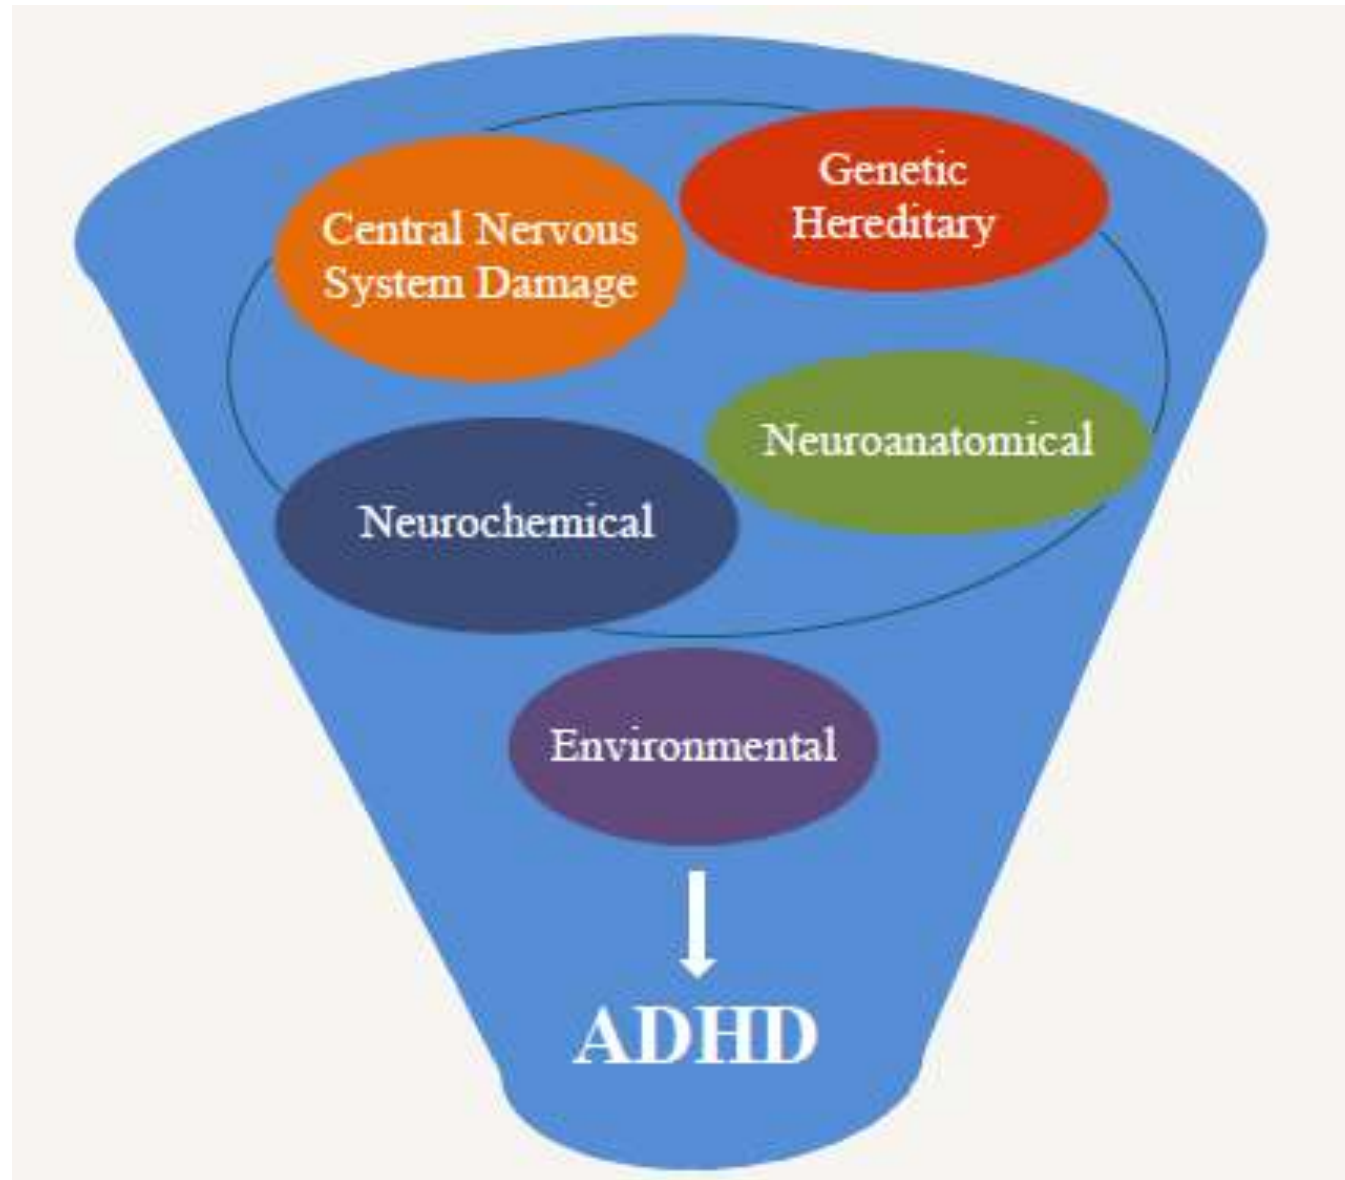 Central Nervous
System Damage
Genetic
Hereditary
Neuroanatomical
Neurochemical
Environmental
ADHD